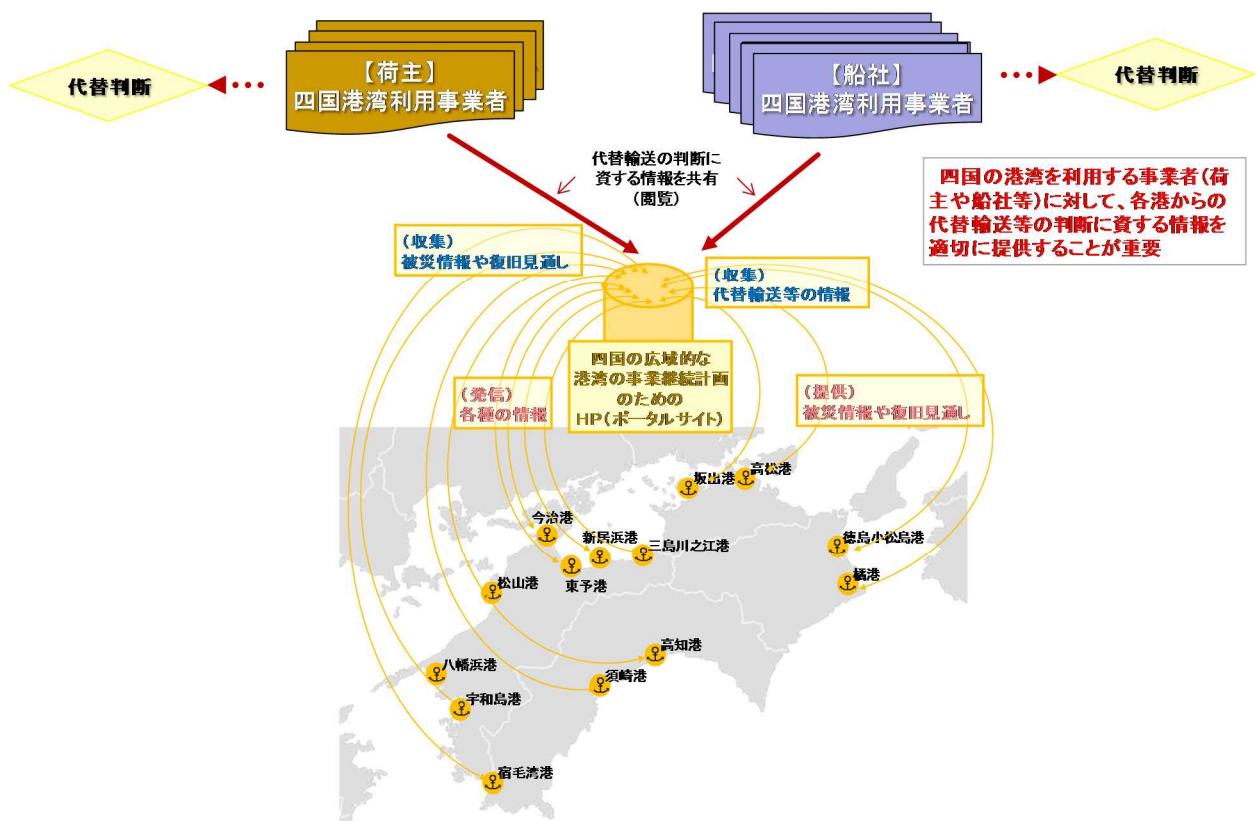 代替判断
【荷主】
四国港湾利用事業者
【船社】
四国港湾利用事業者
代替判断
代替輸送の判断に
資する情報を共有
(閲覧)
四国の港湾を利用する事業者(荷
主や船社等)に対して、各港からの
代替輸送等の判断に資する情報を
適切に提供することが重要
(収集)
被災情報や復旧見通し
(収集)
代替輸送等の情報
四国の広域的な
港湾の事業継続計画
のための
HP(ポータルサイト)
(発信)
各種の情報
(提供)
被災情報や復旧見通し
坂出港
高松港
今治港
新居浜港
三島川之江港
徳島小松島港
東予港
松山港
橘港
高知港
八幡浜港
須崎港
宇和島港
宿毛湾港